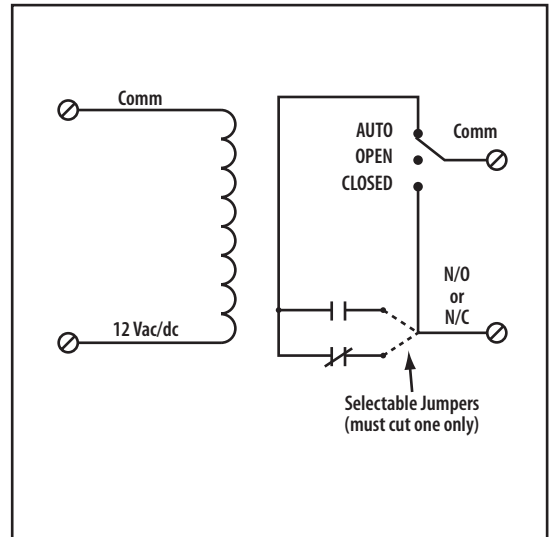 Comm
12 Vac/dc
AUTO
OPEN
CLOSED
Comm
N/O
or
N/C
Selectable Jumpers
(must cut one only)